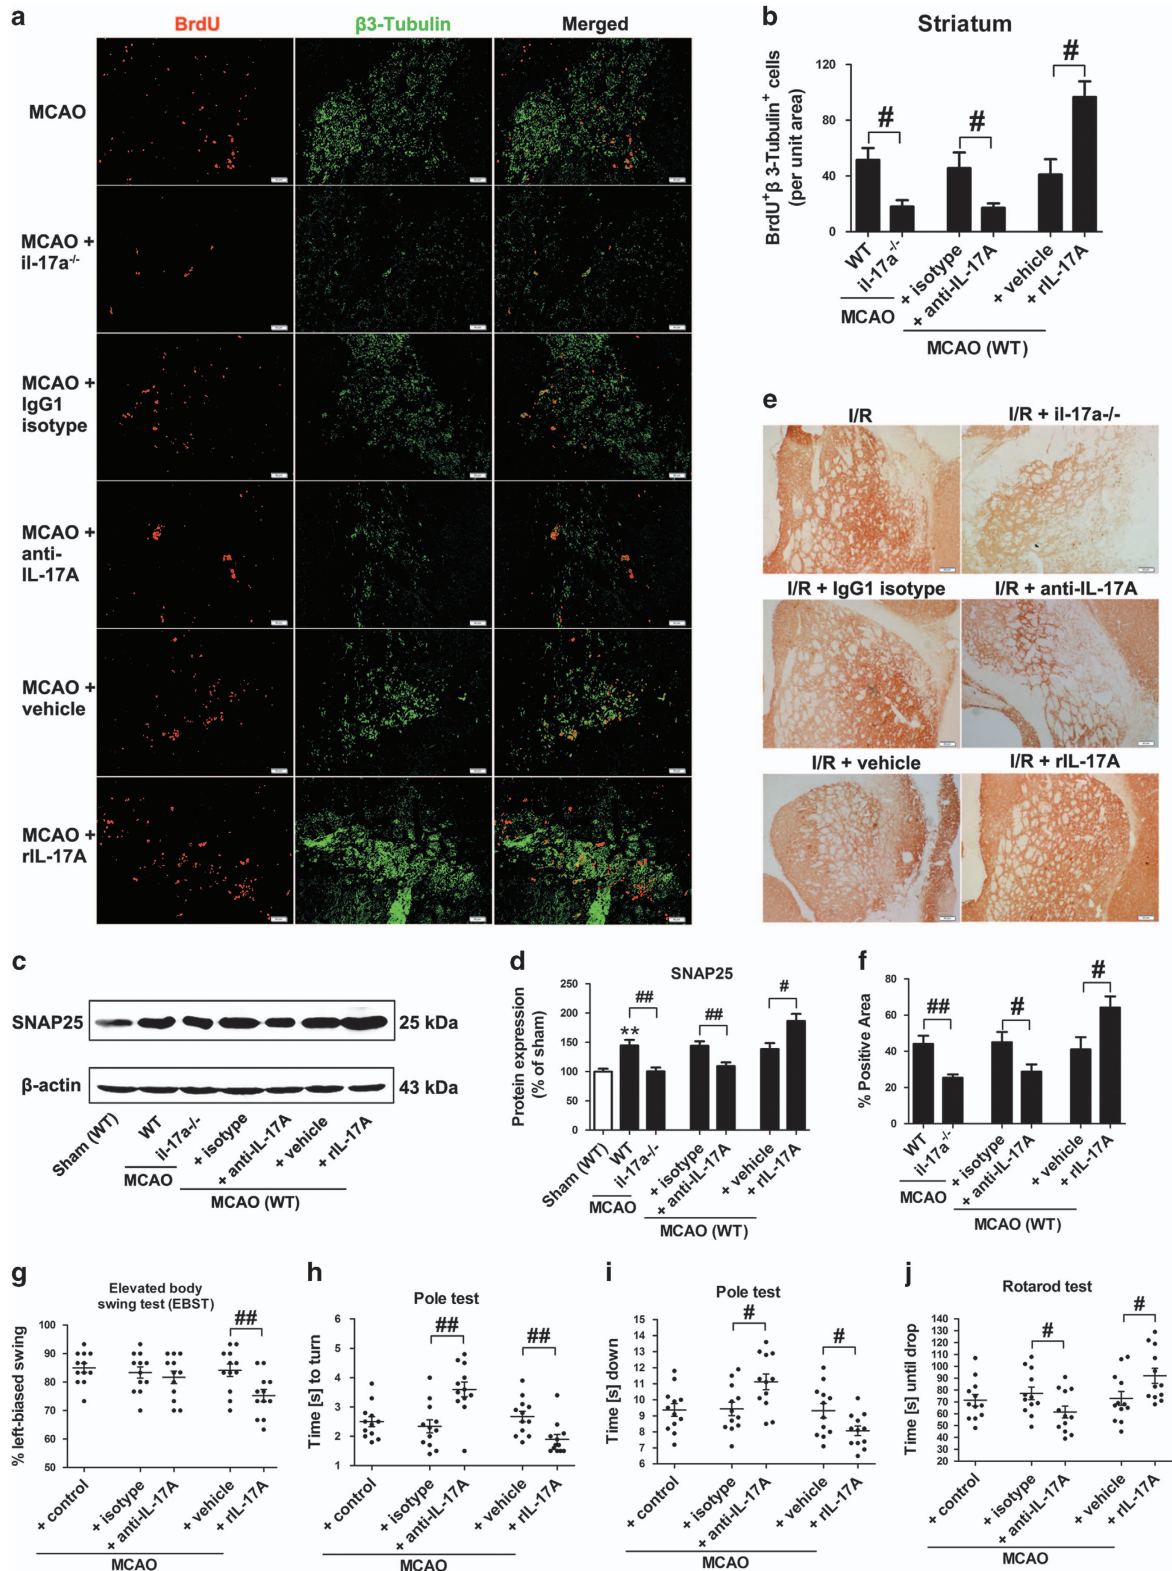 a
BrdU
β3-Tubulin
Merged
MCAO
MCAO +
il-17a-/-
MCAO +
IgG1
isotype
MCAO +
anti-
IL-17A
MCAO +
vehicle
MCAO +
rIL-17A
b
Striatum
BrdU+β 3-Tubulin+ cells
(per unit area)
120
80
40
0
#
#
#
WT
il-17a-/-
+ isotype
+ anti-IL-17A
+ vehicle
+ rIL-17A
MCAO
MCAO (WT)
e
I/R
I/R + il-17a-/-
I/R + IgG1 isotype
I/R + anti-IL-17A
I/R + vehicle
I/R + rIL-17A
c
SNAP25
25 kDa
β-actin
43 kDa
Sham (WT)
WT
il-17a-/-
+ isotype
+ anti-IL-17A
+ vehicle
+ rIL-17A
MCAO
MCAO (WT)
d
SNAP25
Protein expression
(% of sham)
250
200
150
100
50
0
**
##
##
#
Sham (WT)
WT
il-17a-/-
+ isotype
+ anti-IL-17A
+ vehicle
+ rIL-17A
MCAO
MCAO (WT)
f
% Positive Area
80
60
40
20
0
##
#
#
WT
il-17a-/-
+ isotype
+ anti-IL-17A
+ vehicle
+ rIL-17A
MCAO
MCAO (WT)
g
Elevated body
swing test (EBST)
% left-biased swing
100
90
80
70
60
50
##
+ control
+ isotype
+ anti-IL-17A
+ vehicle
+ rIL-17A
MCAO
h
Pole test
Time [s] to turn
6
5
4
3
2
1
##
##
+ control
+ isotype
+ anti-IL-17A
+ vehicle
+ rIL-17A
MCAO
i
Pole test
Time [s] down
15
14
13
12
11
10
9
8
7
6
#
#
+ control
+ isotype
+ anti-IL-17A
+ vehicle
+ rIL-17A
MCAO
j
Rotarod test
Time [s] until drop
140
130
120
110
100
90
80
70
60
50
40
30
20
10
0
#
#
+ control
+ isotype
+ anti-IL-17A
+ vehicle
+ rIL-17A
MCAO